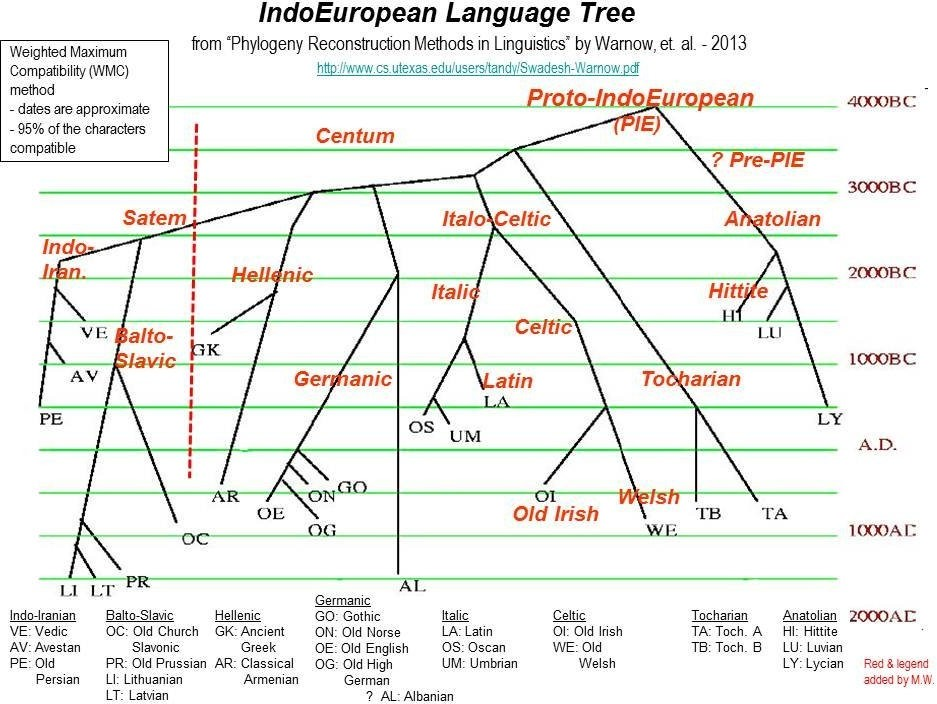 IndoEuropean Language Tree
from “Phylogeny Reconstruction Methods in Linguistics” by Warnow, et. al. - 2013
http://www.cs.utexas.edu/users/tandy/Swadesh-Warnow.pdf
Weighted Maximum
Compatibility (WMC)
method
- dates are approximate
- 95% of the characters
compatible
Proto-IndoEuropean
(PIE)
4000BC
Centum
? Pre-PIE
3000BC
Satem
Italo-Celtic
Anatolian
Indo-
Iran.
Hellenic
2000BC
Italic
Hittite
HI
LU
VE
Balto-
Slavic
GK
Celtic
1000BC
AV
Germanic
Latin
Tocharian
LA
PE
OS
UM
LY
A.D.
AR
OE
ON
GO
OG
OI
Old Irish
Welsh
WE
TB
TA
OC
1000AD
LI
LT
PR
AL
2000AD
Indo-Iranian
VE: Vedic
AV: Avestan
PE: Old
Persian
Balto-Slavic
OC: Old Church
Slavonic
PR: Old Prussian
LI: Lithuanian
LT: Latvian
Hellenic
GK: Ancient
Greek
AR: Classical
Armenian
Germanic
GO: Gothic
ON: Old Norse
OE: Old English
OG: Old High
German
? AL: Albanian
Italic
LA: Latin
OS: Oscan
UM: Umbrian
Celtic
OI: Old Irish
WE: Old
Welsh
Tocharian
TA: Toch. A
TB: Toch. B
Anatolian
HI: Hittite
LU: Luvian
LY: Lycian
Red & legend
added by M.W.